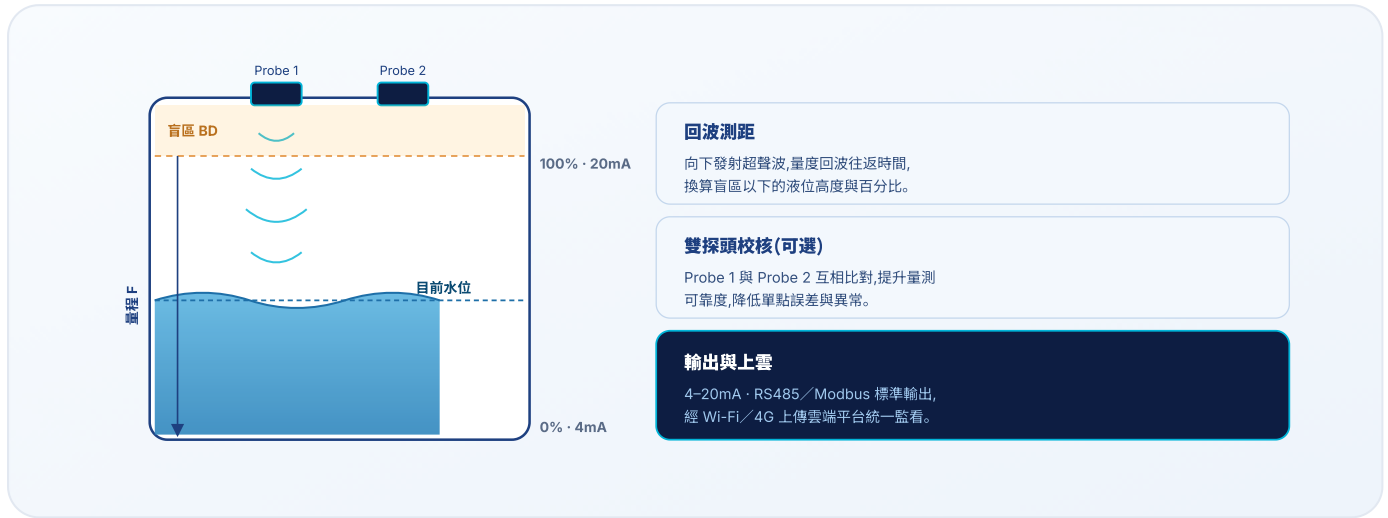 Probe 1
Probe 2
盲區 BD
100% · 20mA
目前水位
量程 F
0% · 4mA
回波測距
向下發射超聲波,量度回波往返時間,
換算盲區以下的液位高度與百分比。
雙探頭校核(可選)
Probe 1 與 Probe 2 互相比對,提升量測
可靠度,降低單點誤差與異常。
輸出與上雲
4–20mA · RS485／Modbus 標準輸出,
經 Wi-Fi／4G 上傳雲端平台統一監看。